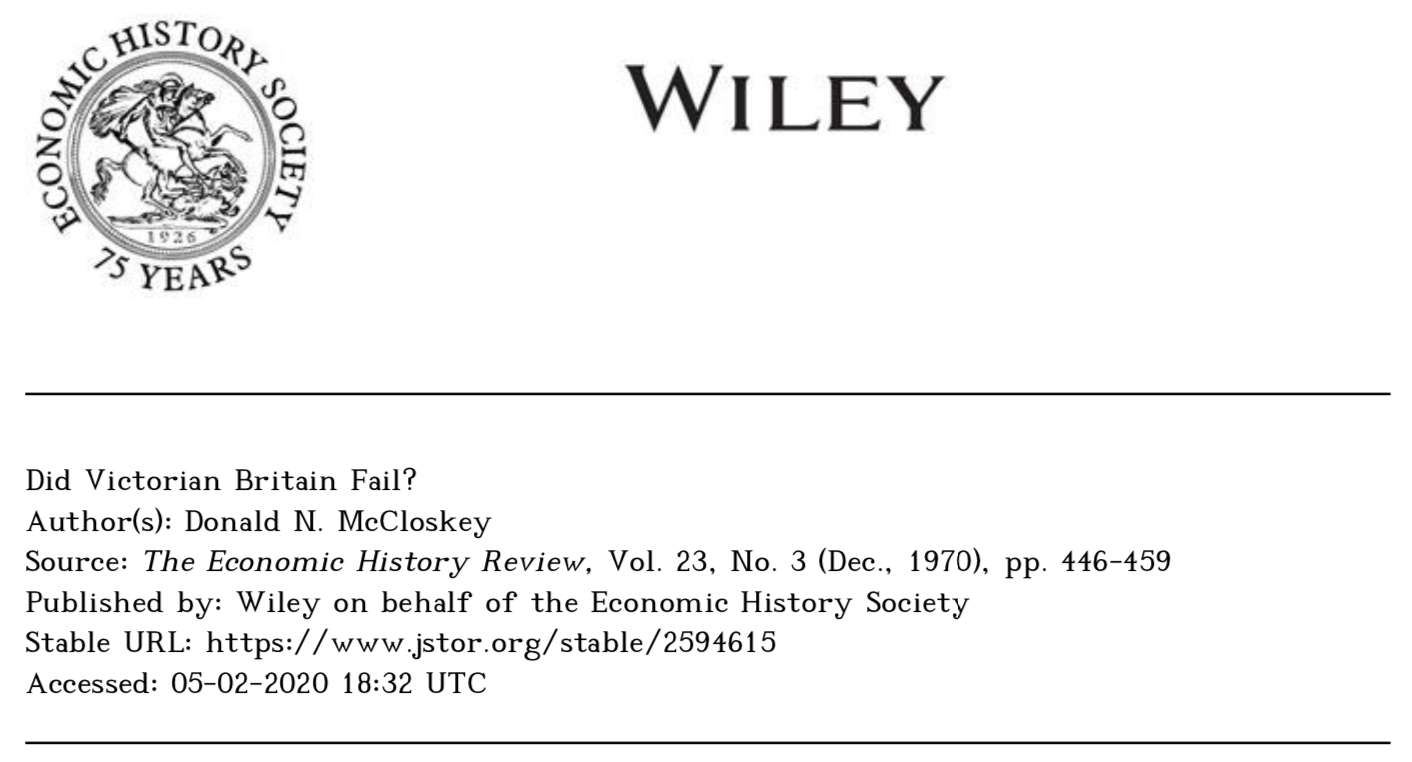 ECONOMIC HISTORY SOCIETY
1926
75 YEARS
WILEY
Did Victorian Britain Fail?
Author(s): Donald N. McCloskey
Source: The Economic History Review, Vol. 23, No. 3 (Dec., 1970), pp. 446-459
Published by: Wiley on behalf of the Economic History Society
Stable URL: https://www.jstor.org/stable/2594615
Accessed: 05-02-2020 18:32 UTC